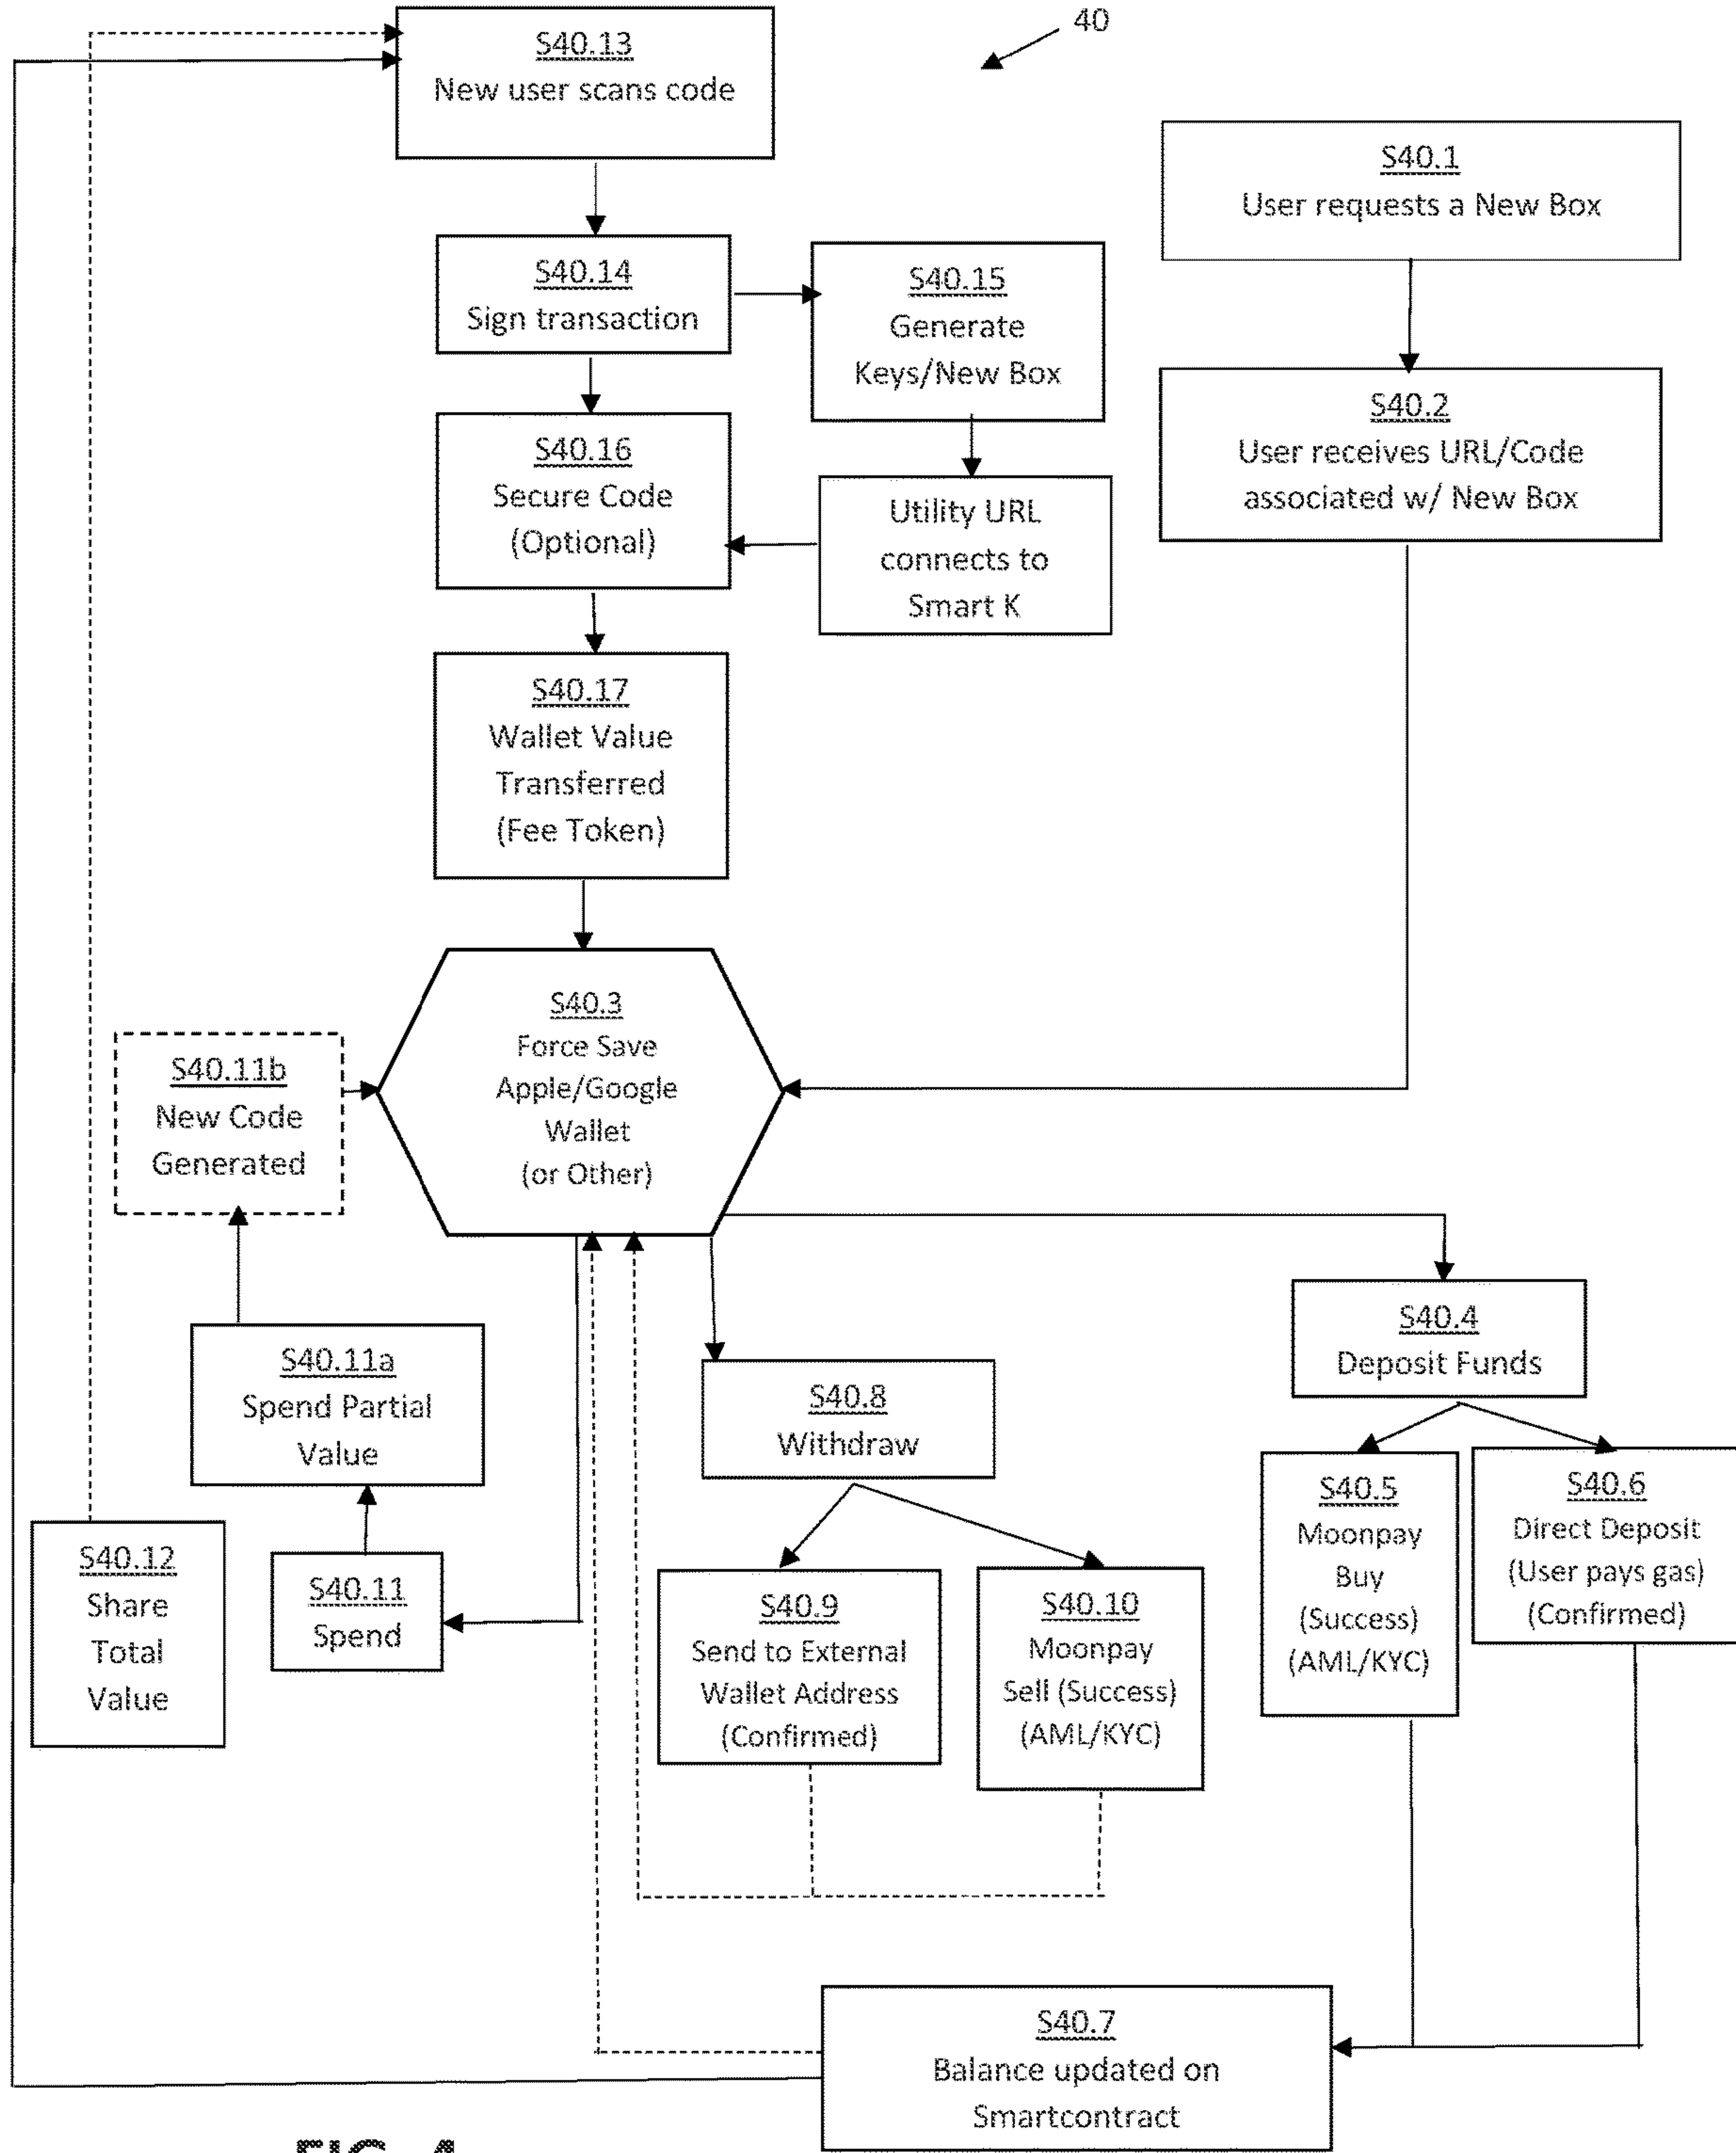 40
S40.13
New user scans code
S40.1
User requests a New Box
S40.14
Sign transaction
S40.15
Generate
Keys/New Box
S40.2
User receives URL/Code
associated w/ New Box
S40.16
Secure Code
(Optional)
Utility URL
connects to
Smart K
S40.17
Wallet Value
Transferred
(Fee Token)
S40.3
Force Save
Apple/Google
Wallet
(or Other)
S40.11b
New Code
Generated
S40.4
Deposit Funds
S40.11a
Spend Partial
Value
S40.8
Withdraw
S40.5
Moonpay
Buy
(Success)
(AML/KYC)
S40.6
Direct Deposit
(User pays gas)
(Confirmed)
S40.12
Share
Total
Value
S40.11
Spend
S40.9
Send to External
Wallet Address
(Confirmed)
S40.10
Moonpay
Sell (Success)
(AML/KYC)
S40.7
Balance updated on
Smartcontract
FIG. 4